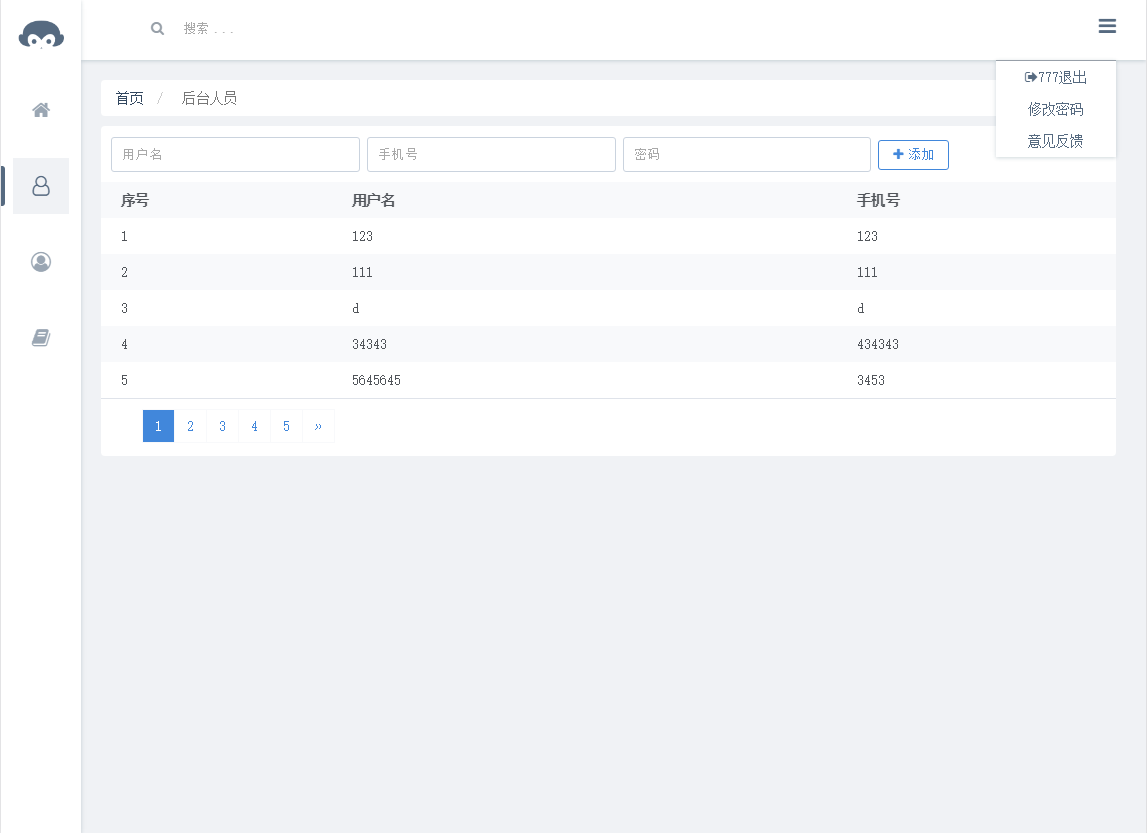 搜索 . . .
777退出
修改密码
意见反馈
首页 / 后台人员
用户名 手机号 密码 添加
序号 用户名 手机号
1 123 123
2 111 111
3 d d
4 34343 434343
5 5645645 3453
1 2 3 4 5 »